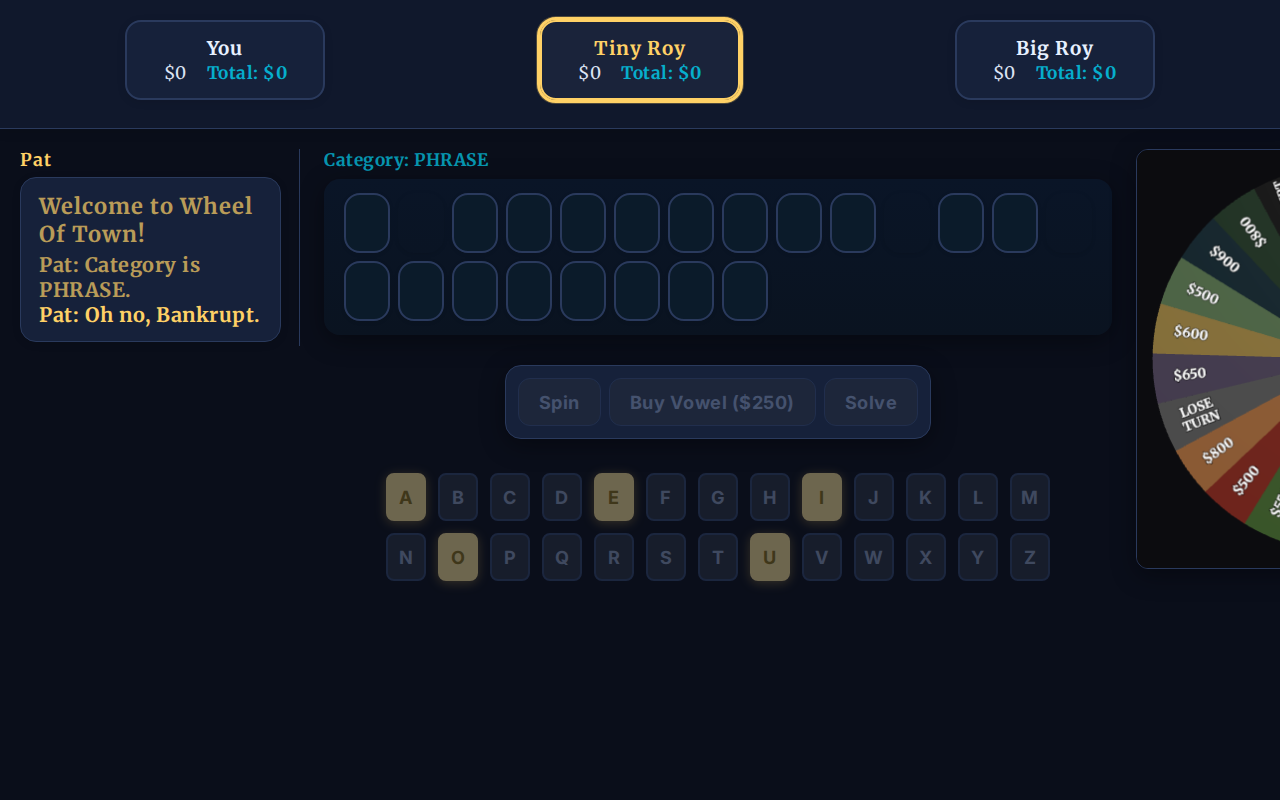 You
$0 Total: $0
Tiny Roy
$0 Total: $0
Big Roy
$0 Total: $0
Pat
Welcome to Wheel
Of Town!
Pat: Category is
PHRASE.
Pat: Oh no, Bankrupt.
Category: PHRASE
Spin
Buy Vowel ($250)
Solve
A B C D E F G H I J K L M
N O P Q R S T U V W X Y Z
$800
$900
$500
$600
$650
LOSE
TURN
$800
$500